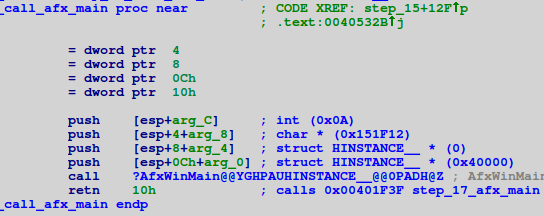 _call_afx_main proc near ; CODE XREF: step_15+12F↑p
; .text:0040532B↑j
= dword ptr 4
= dword ptr 8
= dword ptr 0Ch
= dword ptr 10h
push [esp+arg_C] ; int (0x0A)
push [esp+4+arg_8] ; char * (0x151F12)
push [esp+8+arg_4] ; struct HINSTANCE__ * (0)
push [esp+0Ch+arg_0] ; struct HINSTANCE__ * (0x40000)
call ?AfxWinMain@@YGHPAUHINSTANCE__@@0PADH@Z ; AfxWinMain
retn 10h ; calls 0x00401F3F step_17_afx_main
_call_afx_main endp